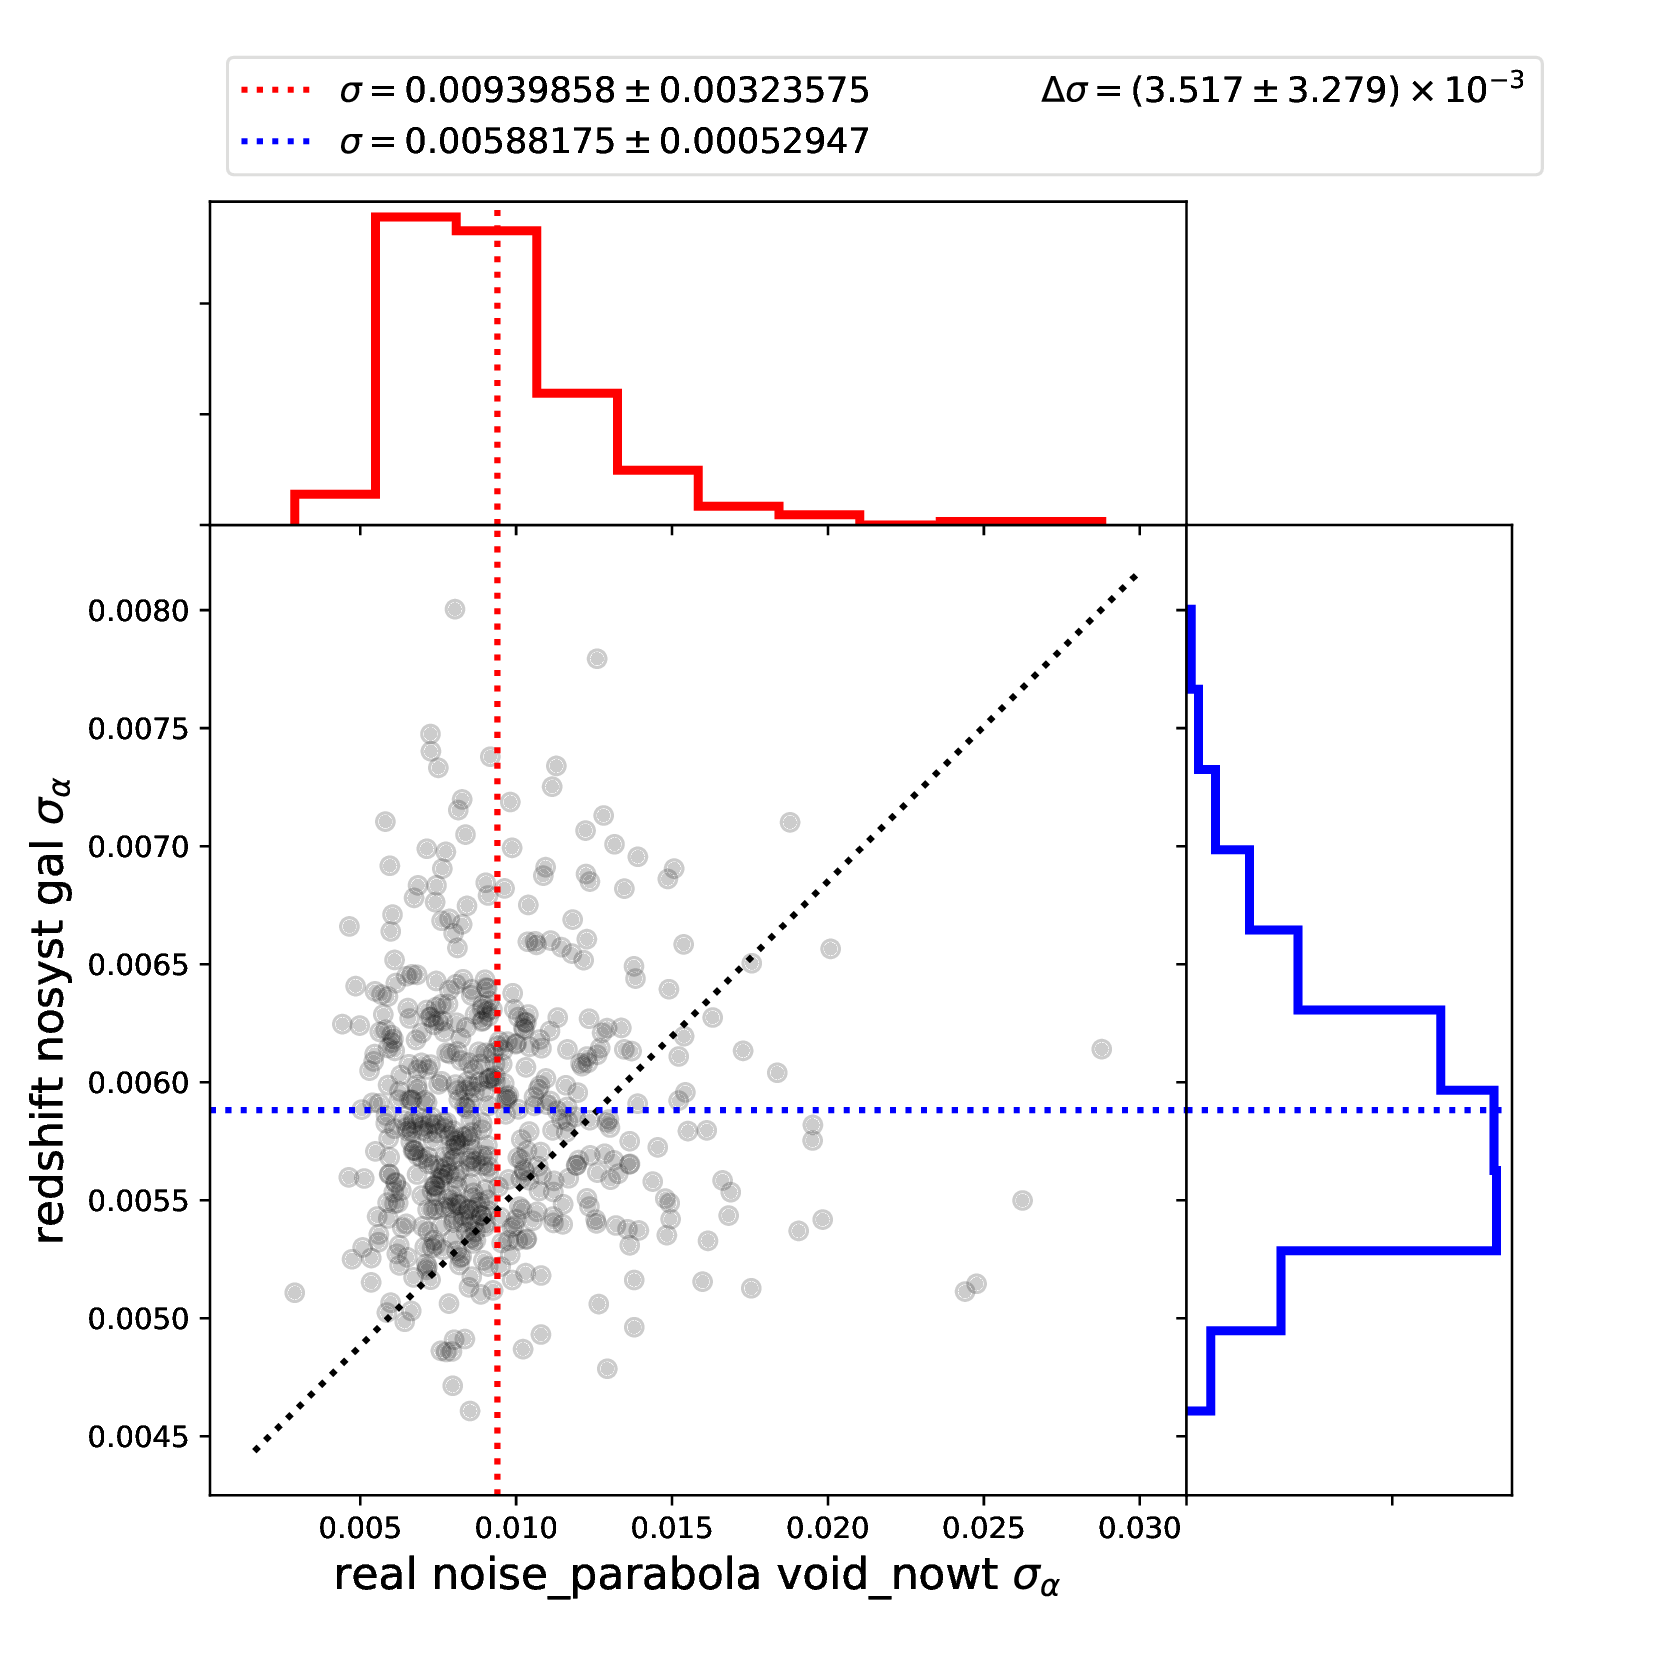 σ = 0.00939858 ± 0.00323575
σ = 0.00588175 ± 0.00052947
Δσ = (3.517 ± 3.279) × 10⁻³
0.0080
0.0075
0.0070
0.0065
0.0060
0.0055
0.0050
0.0045
redshift nosyst gal σα
0.005 0.010 0.015 0.020 0.025 0.030
real noise_parabola void_nowt σα